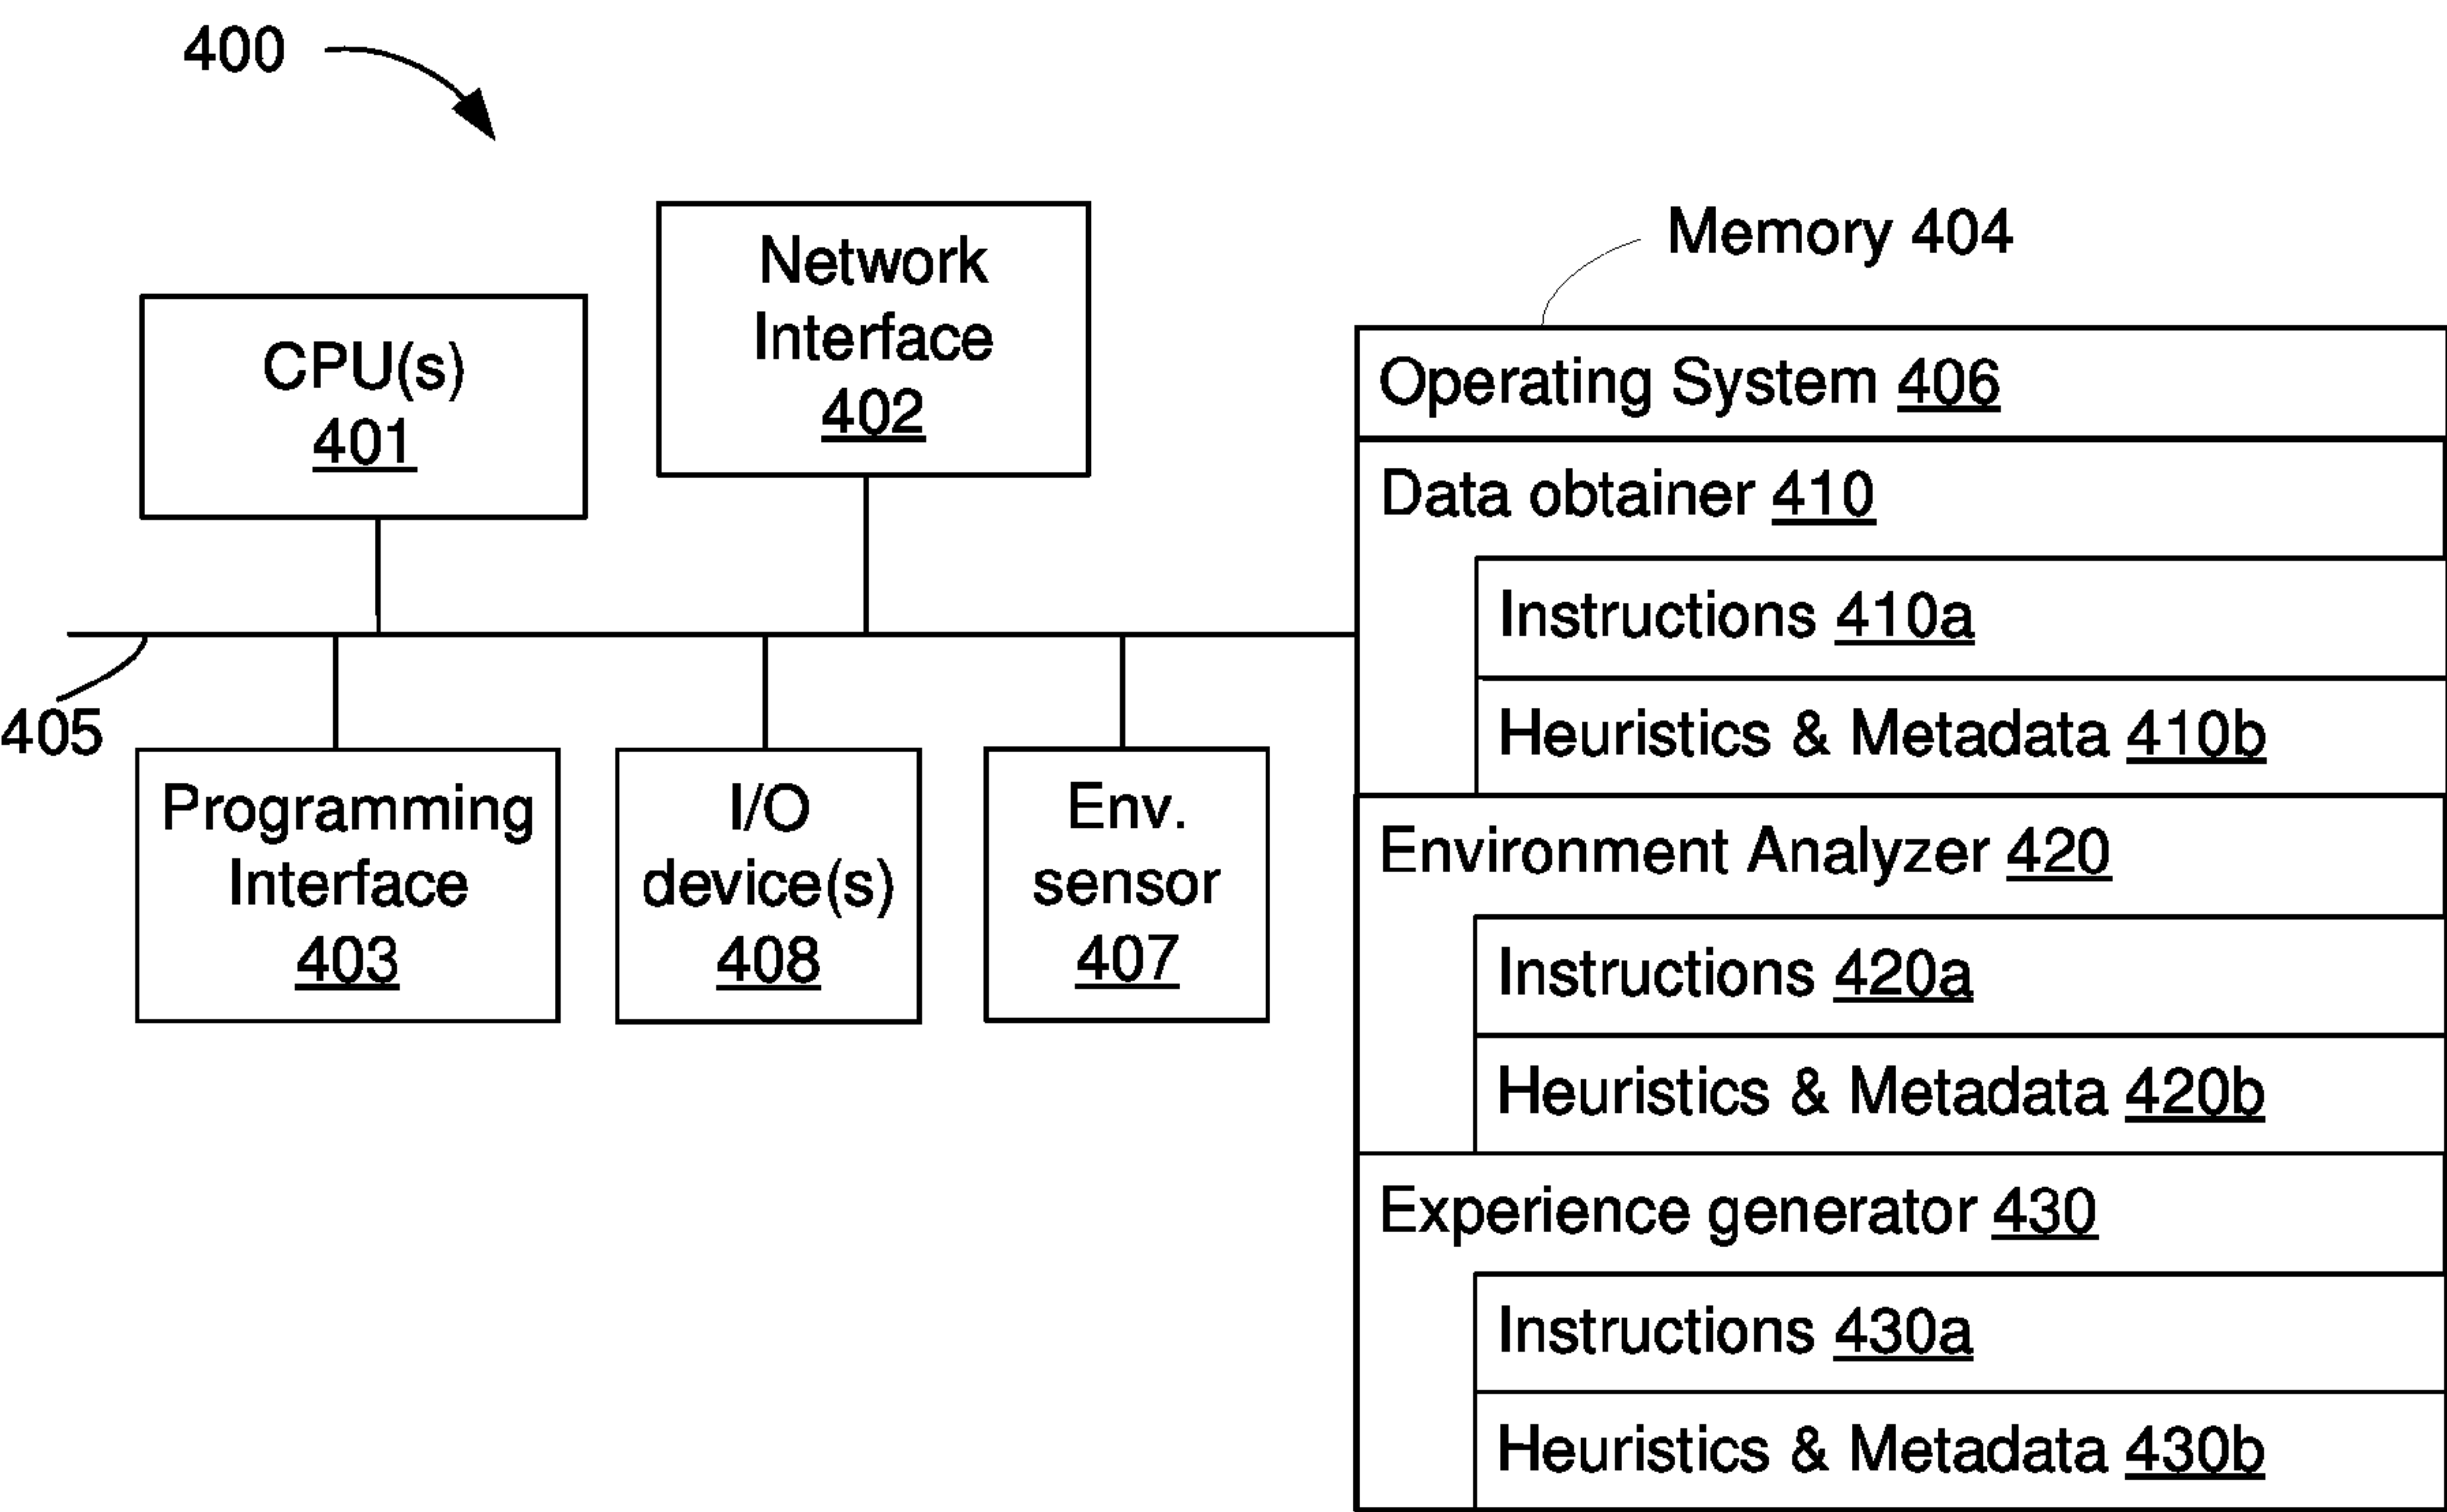 400
Network
Interface
402
Memory 404
CPU(s)
401
405
Programming
Interface
403
I/O
device(s)
408
Env.
sensor
407
Operating System 406
Data obtainer 410
Instructions 410a
Heuristics & Metadata 410b
Environment Analyzer 420
Instructions 420a
Heuristics & Metadata 420b
Experience generator 430
Instructions 430a
Heuristics & Metadata 430b